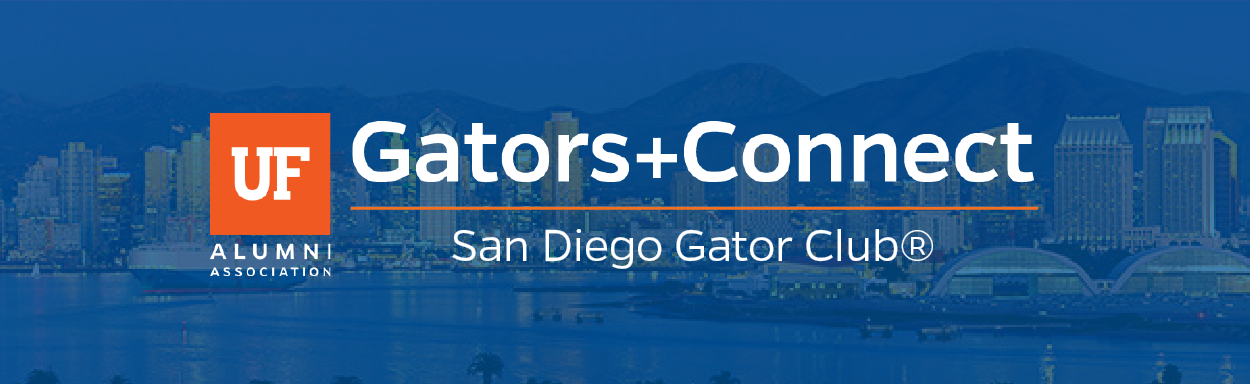 UF
ALUMNI
ASSOCIATION
Gators+Connect
San Diego Gator Club®